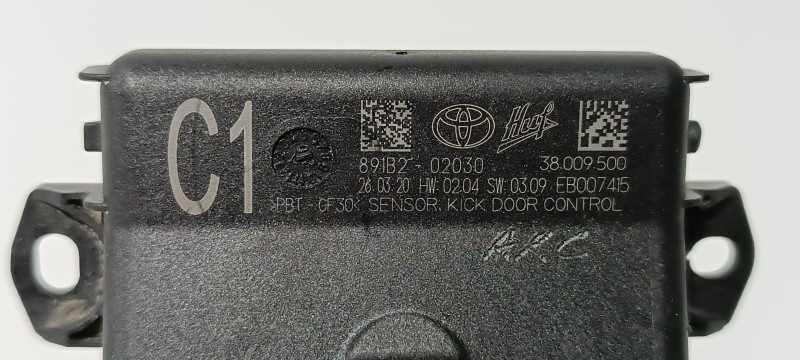 C1
Huf
891B2-02030
38.009.500
26.03.20 HW:02.04 SW:03.09 EB007415
>PBT-GF30< SENSOR, KICK DOOR CONTROL